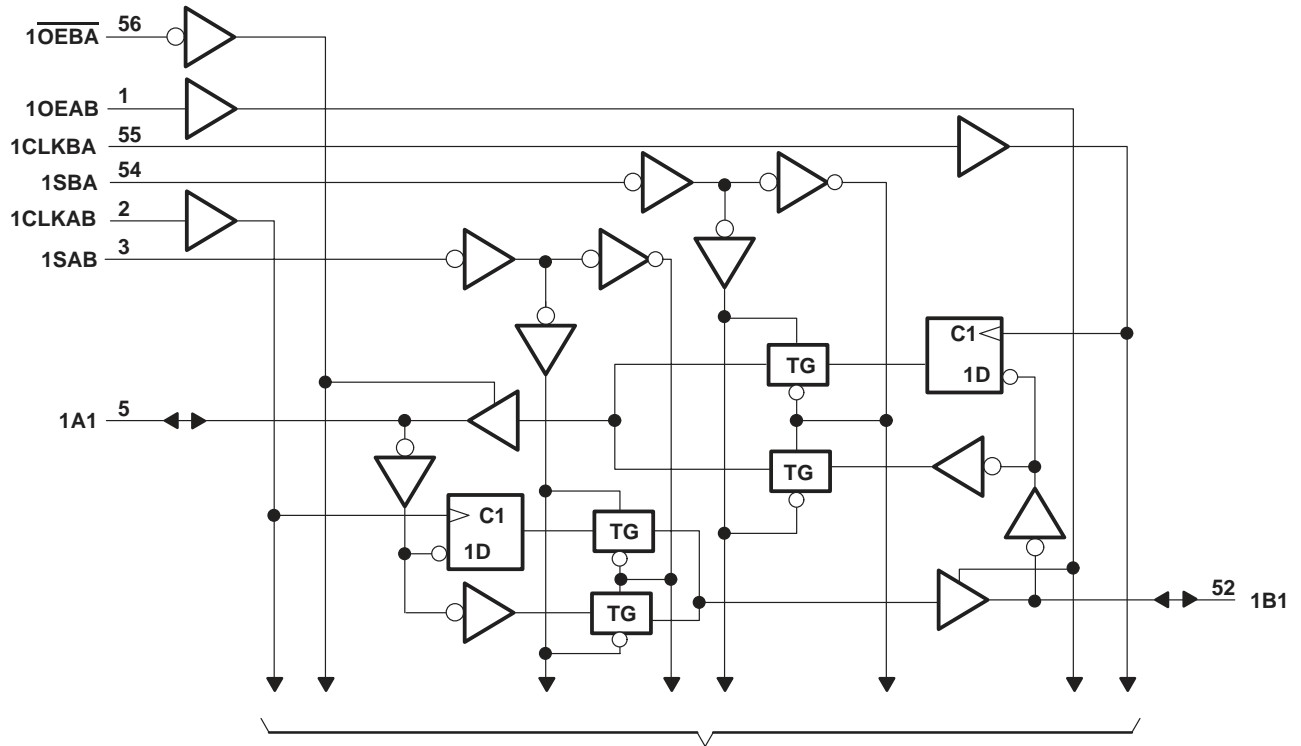 1OEBA 56
1OEAB 1
1CLKBA 55
1SBA 54
1CLKAB 2
1SAB 3
C1
TG
1D
1A1 5
TG
C1
TG
1D
52 1B1
TG